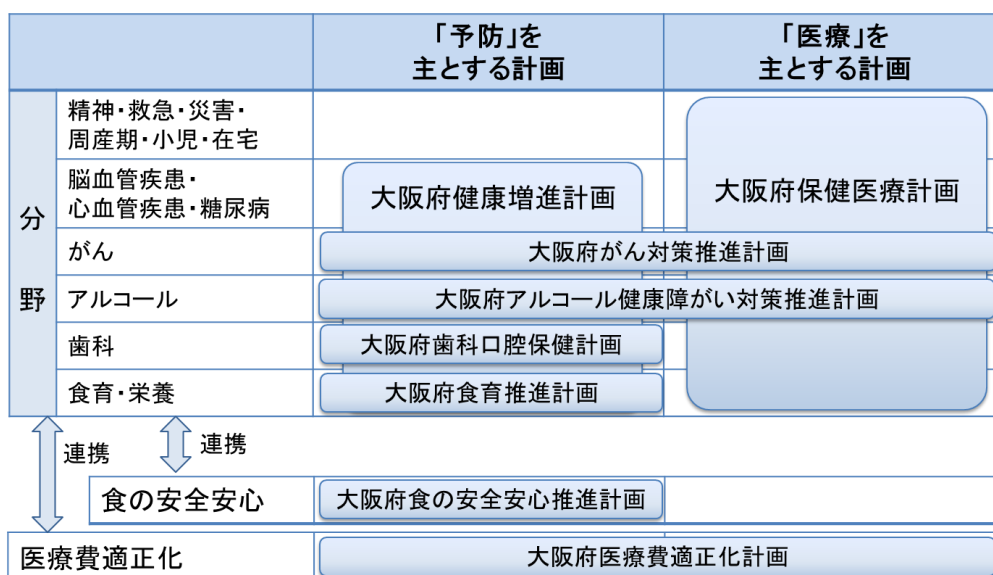 「予防」を
主とする計画
「医療」を
主とする計画
分
野
精神・救急・災害・
周産期・小児・在宅
脳血管疾患・
心血管疾患・糖尿病
大阪府健康増進計画
大阪府保健医療計画
がん
大阪府がん対策推進計画
アルコール
大阪府アルコール健康障がい対策推進計画
歯科
大阪府歯科口腔保健計画
食育・栄養
大阪府食育推進計画
連携
連携
食の安全安心
大阪府食の安全安心推進計画
医療費適正化
大阪府医療費適正化計画